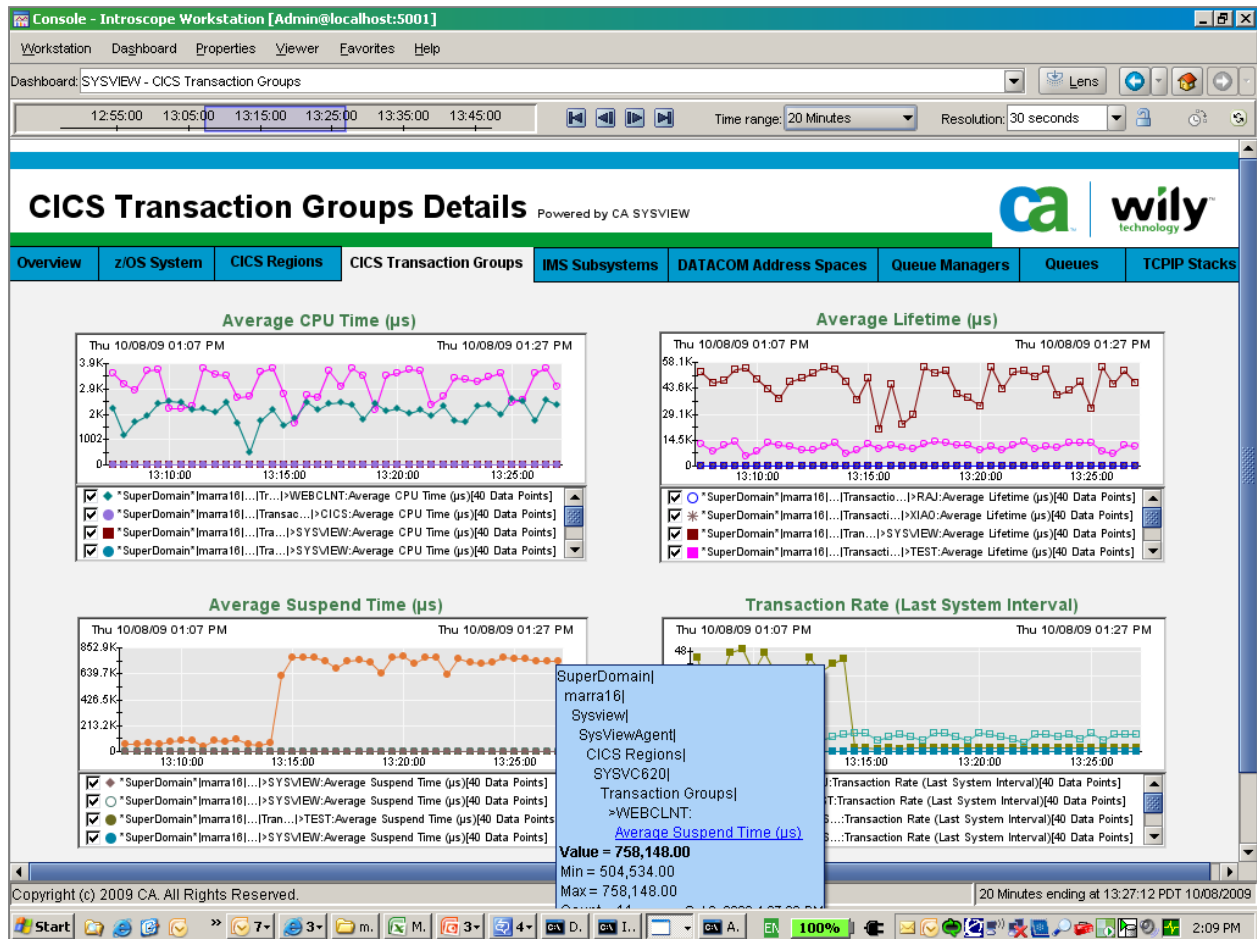 Console - Introscope Workstation [Admin@localhost:5001]
Workstation Dashboard Properties Viewer Favorites Help
Dashboard: SYSVIEW - CICS Transaction Groups
Lens
12:55:00 13:05:00 13:15:00 13:25:00 13:35:00 13:45:00
Time range: 20 Minutes
Resolution: 30 seconds
CICS Transaction Groups Details Powered by CA SYSVIEW
ca
wily
technology
Overview z/OS System CICS Regions CICS Transaction Groups IMS Subsystems DATACOM Address Spaces Queue Managers Queues TCPIP Stacks
Average CPU Time (µs)
Thu 10/08/09 01:07 PM Thu 10/08/09 01:27 PM
3.9K
2.9K
2K
1002
0
13:10:00 13:15:00 13:20:00 13:25:00
*SuperDomain*|marra16|...|Tr...|>WEBCLNT:Average CPU Time (µs)[40 Data Points]
*SuperDomain*|marra16|...|Transac...|>CICS:Average CPU Time (µs)[40 Data Points]
*SuperDomain*|marra16|...|Tra...|>SYSVIEW:Average CPU Time (µs)[40 Data Points]
*SuperDomain*|marra16|...|Tra...|>SYSVIEW:Average CPU Time (µs)[40 Data Points]
Average Lifetime (µs)
Thu 10/08/09 01:07 PM Thu 10/08/09 01:27 PM
58.1K
43.6K
29.1K
14.5K
0
13:10:00 13:15:00 13:20:00 13:25:00
*SuperDomain*|marra16|...|Transactio...|>RAJ:Average Lifetime (µs)[40 Data Points]
*SuperDomain*|marra16|...|Transacti...|>XIAO:Average Lifetime (µs)[40 Data Points]
*SuperDomain*|marra16|...|Tran...|>SYSVIEW:Average Lifetime (µs)[40 Data Points]
*SuperDomain*|marra16|...|Transacti...|>TEST:Average Lifetime (µs)[40 Data Points]
Average Suspend Time (µs)
Thu 10/08/09 01:07 PM Thu 10/08/09 01:27 PM
852.9K
639.7K
426.5K
213.2K
0
13:10:00 13:15:00 13:20:00 13:25:00
*SuperDomain*|marra16|...|>SYSVIEW:Average Suspend Time (µs)[40 Data Points]
*SuperDomain*|marra16|...|>SYSVIEW:Average Suspend Time (µs)[40 Data Points]
*SuperDomain*|marra16|...|Tran...|>TEST:Average Suspend Time (µs)[40 Data Points
*SuperDomain*|marra16|...|>SYSVIEW:Average Suspend Time (µs)[40 Data Points]
Transaction Rate (Last System Interval)
Thu 10/08/09 01:07 PM Thu 10/08/09 01:27 PM
48
13:15:00 13:20:00 13:25:00
:Transaction Rate (Last System Interval)[40 Data Points]
T:Transaction Rate (Last System Interval)[40 Data Points]
...:Transaction Rate (Last System Interval)[40 Data Points]
...:Transaction Rate (Last System Interval)[40 Data Points]
SuperDomain|
marra16|
Sysview|
SysViewAgent|
CICS Regions|
SYSVC620|
Transaction Groups|
>WEBCLNT:
Average Suspend Time (µs)
Value = 758,148.00
Min = 504,534.00
Max = 758,148.00
Copyright (c) 2009 CA. All Rights Reserved.
20 Minutes ending at 13:27:12 PDT 10/08/2009
Start » 7 3 m. M. 3 4 D. I.. A. EN 100% 2:09 PM